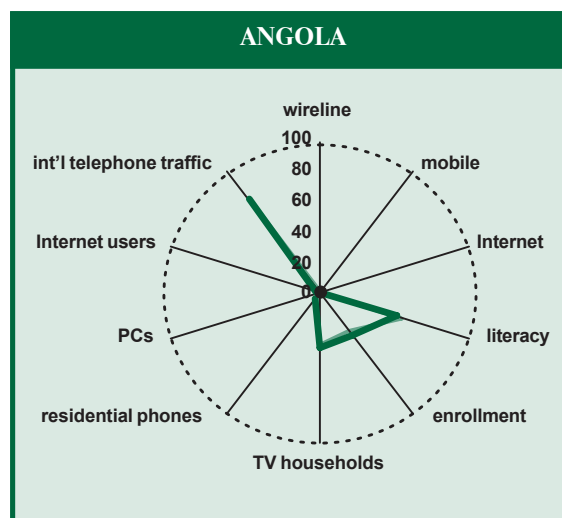 ANGOLA
wireline
100
int'l telephone traffic
mobile
80
60
Internet users
Internet
40
20
0
PCs
literacy
residential phones
enrollment
TV households